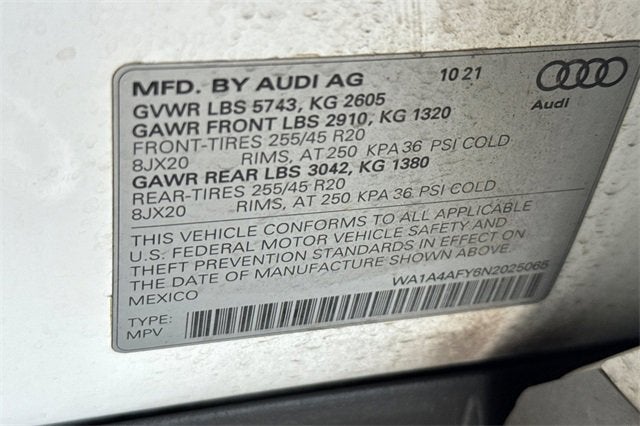 MFD. BY AUDI AG 10 21
Audi
GVWR LBS 5743, KG 2605
GAWR FRONT LBS 2910, KG 1320
FRONT-TIRES 255/45 R20
8JX20 RIMS, AT 250 KPA 36 PSI COLD
GAWR REAR LBS 3042, KG 1380
REAR-TIRES 255/45 R20
8JX20 RIMS, AT 250 KPA 36 PSI COLD
THIS VEHICLE CONFORMS TO ALL APPLICABLE
U.S. FEDERAL MOTOR VEHICLE SAFETY AND
THEFT PREVENTION STANDARDS IN EFFECT ON
THE DATE OF MANUFACTURE SHOWN ABOVE.
MEXICO
WA1A4AFY6N2025065
TYPE:
MPV